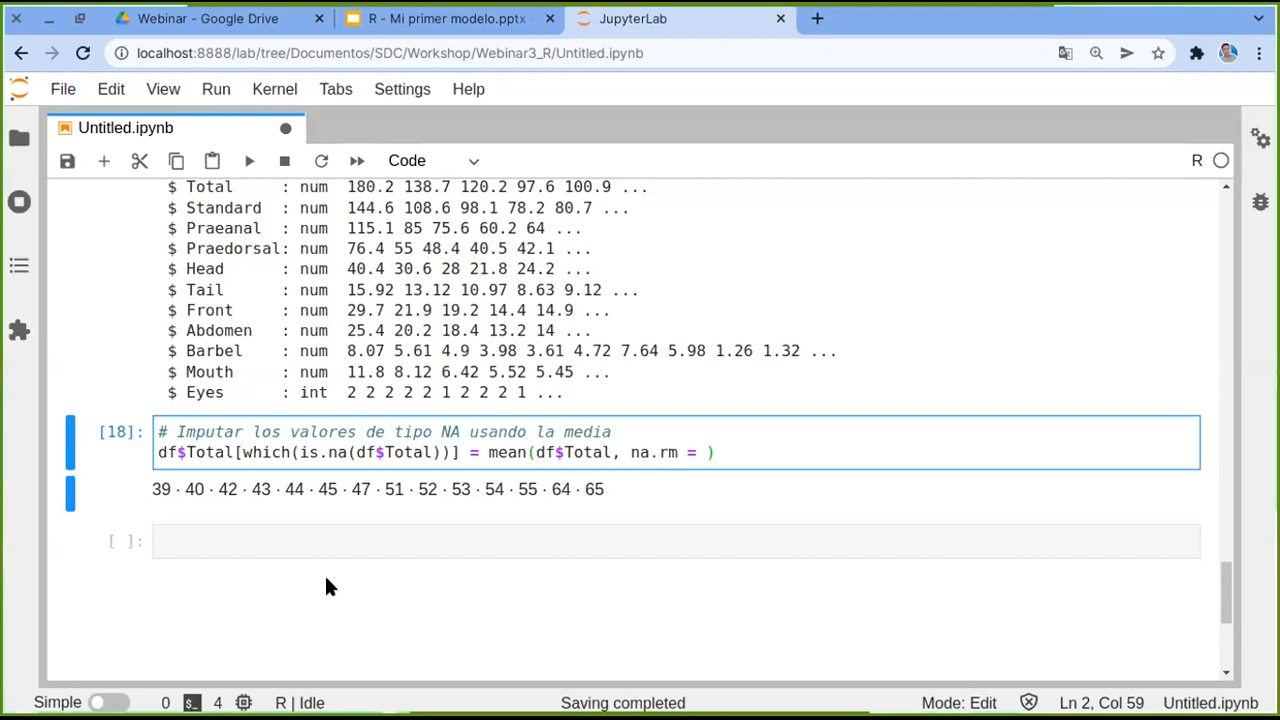 Webinar - Google Drive
R - Mi primer modelo.pptx
JupyterLab
localhost:8888/lab/tree/Documentos/SDC/Workshop/Webinar3_R/Untitled.ipynb
File Edit View Run Kernel Tabs Settings Help
Untitled.ipynb
Code
R
$ Total : num 180.2 138.7 120.2 97.6 100.9 ...
$ Standard : num 144.6 108.6 98.1 78.2 80.7 ...
$ Praeanal : num 115.1 85 75.6 60.2 64 ...
$ Praedorsal: num 76.4 55 48.4 40.5 42.1 ...
$ Head : num 40.4 30.6 28 21.8 24.2 ...
$ Tail : num 15.92 13.12 10.97 8.63 9.12 ...
$ Front : num 29.7 21.9 19.2 14.4 14.9 ...
$ Abdomen : num 25.4 20.2 18.4 13.2 14 ...
$ Barbel : num 8.07 5.61 4.9 3.98 3.61 4.72 7.64 5.98 1.26 1.32 ...
$ Mouth : num 11.8 8.12 6.42 5.52 5.45 ...
$ Eyes : int 2 2 2 2 2 1 2 2 2 1 ...
[18]: # Imputar los valores de tipo NA usando la media
df$Total[which(is.na(df$Total))] = mean(df$Total, na.rm = )
39 · 40 · 42 · 43 · 44 · 45 · 47 · 51 · 52 · 53 · 54 · 55 · 64 · 65
[ ]:
Simple 0 4 R | Idle Saving completed Mode: Edit Ln 2, Col 59 Untitled.ipynb